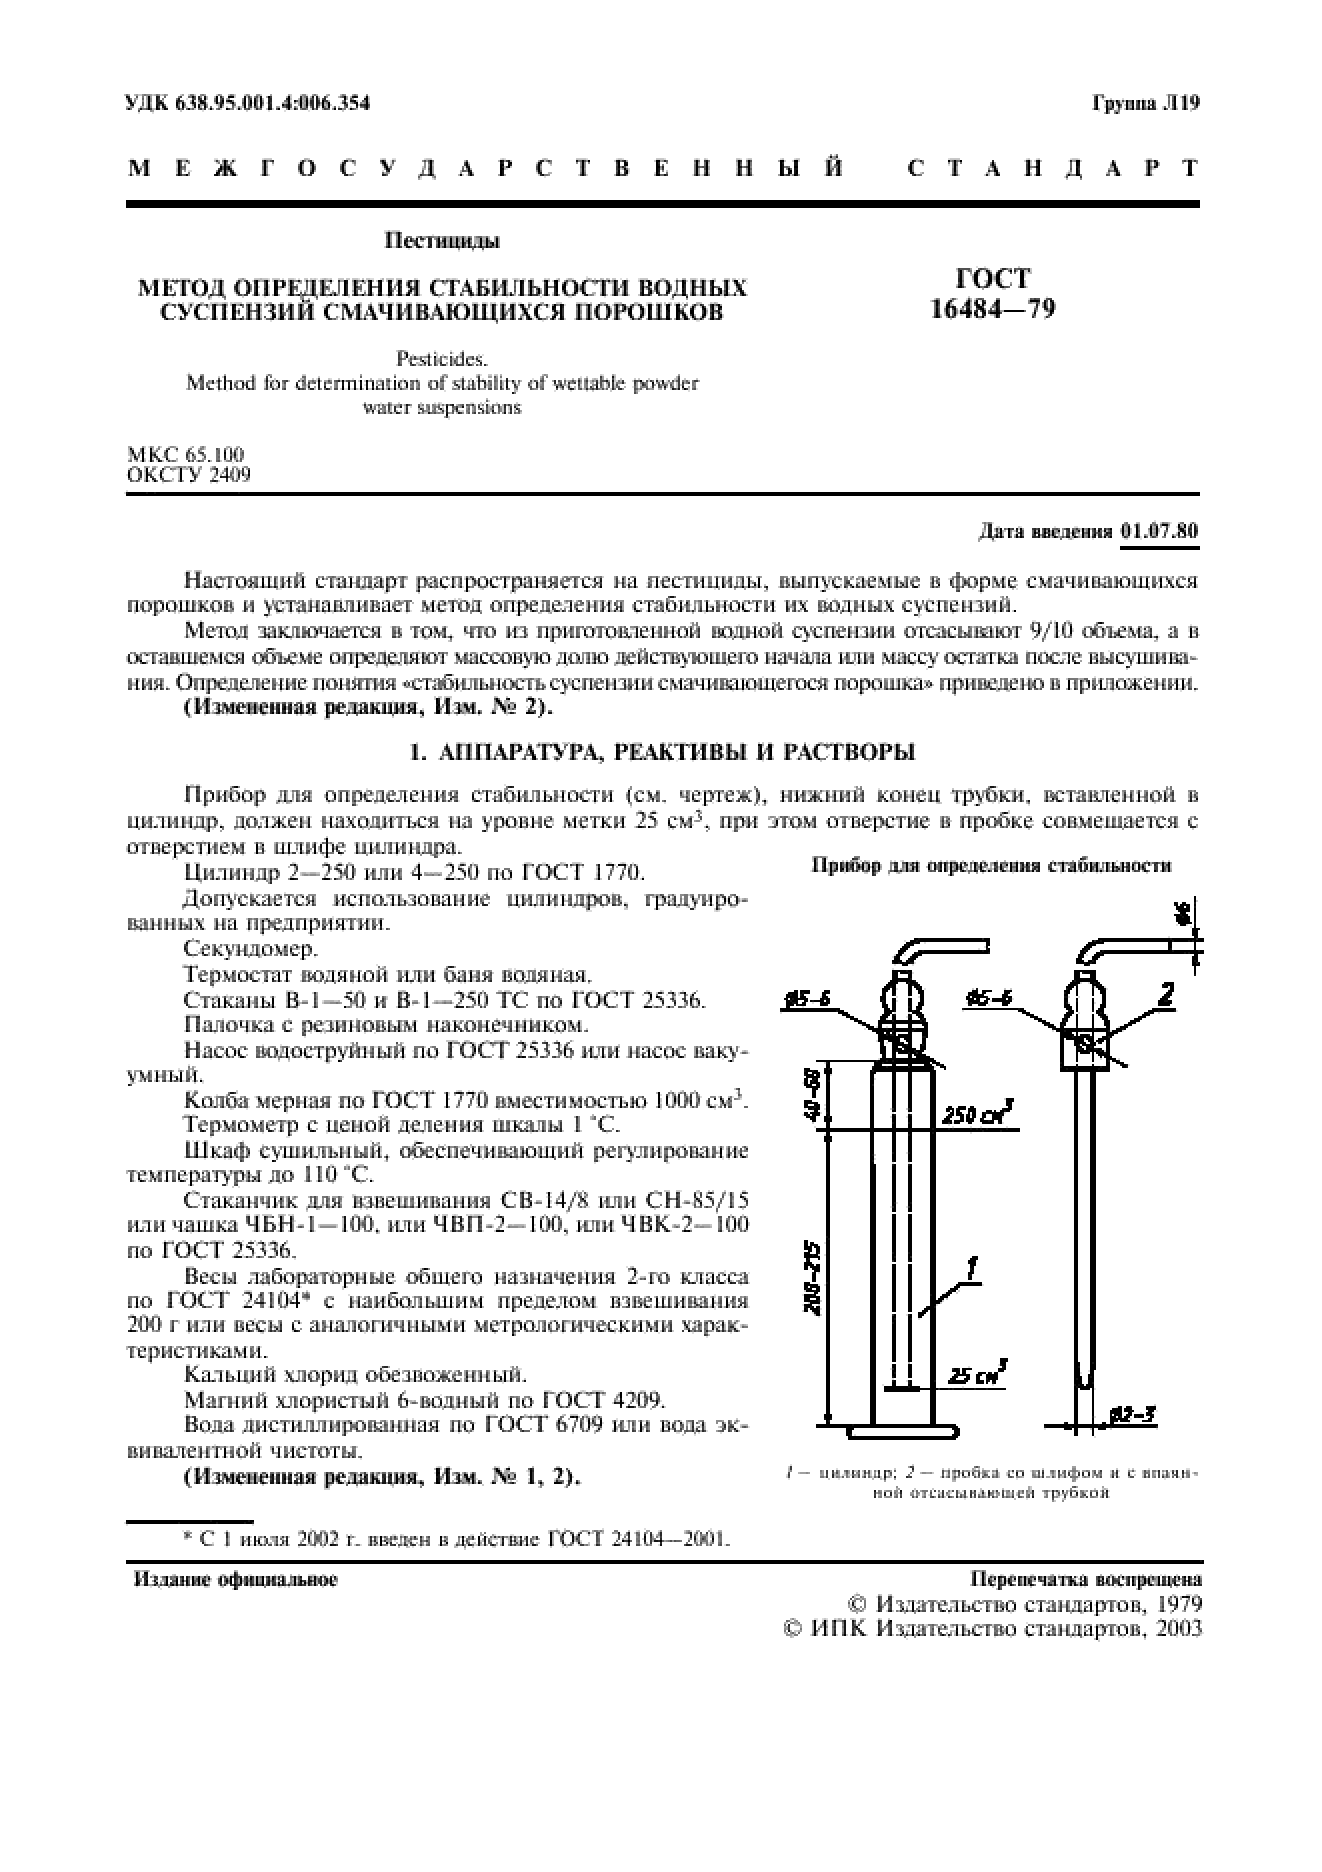 УДК 638.95.001.4:006.354
Группа Л19
МЕЖГОСУДАРСТВЕННЫЙ СТАНДАРТ
Пестициды
МЕТОД ОПРЕДЕЛЕНИЯ СТАБИЛЬНОСТИ ВОДНЫХ
СУСПЕНЗИЙ СМАЧИВАЮЩИХСЯ ПОРОШКОВ
ГОСТ
16484—79
Pesticides.
Method for determination of stability of wettable powder
water suspensions
МКС 65.100
ОКСТУ 2409
Дата введения 01.07.80
Настоящий стандарт распространяется на пестициды, выпускаемые в форме смачивающихся
порошков и устанавливает метод определения стабильности их водных суспензий.
Метод заключается в том, что из приготовленной водной суспензии отсасывают 9/10 объема, а в
оставшемся объеме определяют массовую долю действующего начала или массу остатка после высушива-
ния. Определение понятия «стабильность суспензии смачивающегося порошка» приведено в приложении.
(Измененная редакция, Изм. № 2).
1. АППАРАТУРА, РЕАКТИВЫ И РАСТВОРЫ
Прибор для определения стабильности (см. чертеж), нижний конец трубки, вставленной в
цилиндр, должен находиться на уровне метки 25 см³, при этом отверстие в пробке совмещается с
отверстием в шлифе цилиндра.
Цилиндр 2—250 или 4—250 по ГОСТ 1770.
Допускается использование цилиндров, градуиро-
ванных на предприятии.
Секундомер.
Термостат водяной или баня водяная.
Стаканы В-1—50 и В-1—250 ТС по ГОСТ 25336.
Палочка с резиновым наконечником.
Насос водоструйный по ГОСТ 25336 или насос ваку-
умный.
Колба мерная по ГОСТ 1770 вместимостью 1000 см³.
Термометр с ценой деления шкалы 1 °С.
Шкаф сушильный, обеспечивающий регулирование
температуры до 110 °С.
Стаканчик для взвешивания СВ-14/8 или СН-85/15
или чашка ЧБН-1—100, или ЧВП-2—100, или ЧВК-2—100
по ГОСТ 25336.
Весы лабораторные общего назначения 2-го класса
по ГОСТ 24104* с наибольшим пределом взвешивания
200 г или весы с аналогичными метрологическими харак-
теристиками.
Кальций хлорид обезвоженный.
Магний хлористый 6-водный по ГОСТ 4209.
Вода дистиллированная по ГОСТ 6709 или вода эк-
вивалентной чистоты.
(Измененная редакция, Изм. № 1, 2).
Прибор для определения стабильности
ø6
ø5-6
ø5-6
2
40-60
250 см³
200-215
1
25 см³
ø2-3
1 — цилиндр; 2 — пробка со шлифом и с впаян-
ной отсасывающей трубкой
* С 1 июля 2002 г. введен в действие ГОСТ 24104—2001.
Издание официальное
Перепечатка воспрещена
© Издательство стандартов, 1979
© ИПК Издательство стандартов, 2003